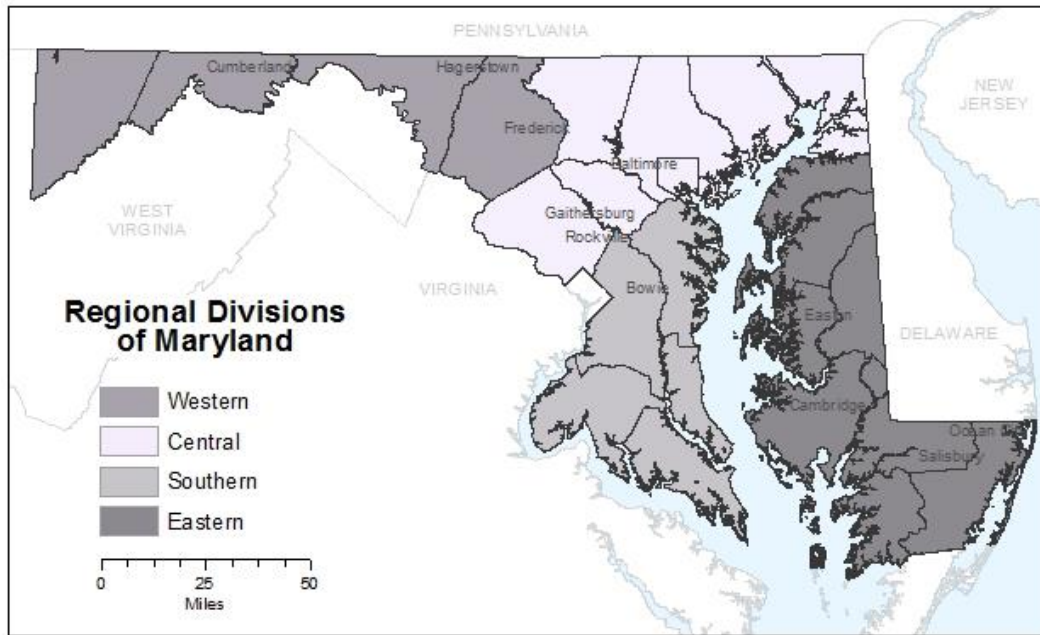 PENNSYLVANIA
Cumberland
Hagerstown
NEW
JERSEY
Frederick
Baltimore
WEST
VIRGINIA
Gaithersburg
Rockville
VIRGINIA
Bowie
Easton
DELAWARE
Cambridge
Ocean
Salisbury
Regional Divisions
of Maryland
Western
Central
Southern
Eastern
0 25 50
Miles